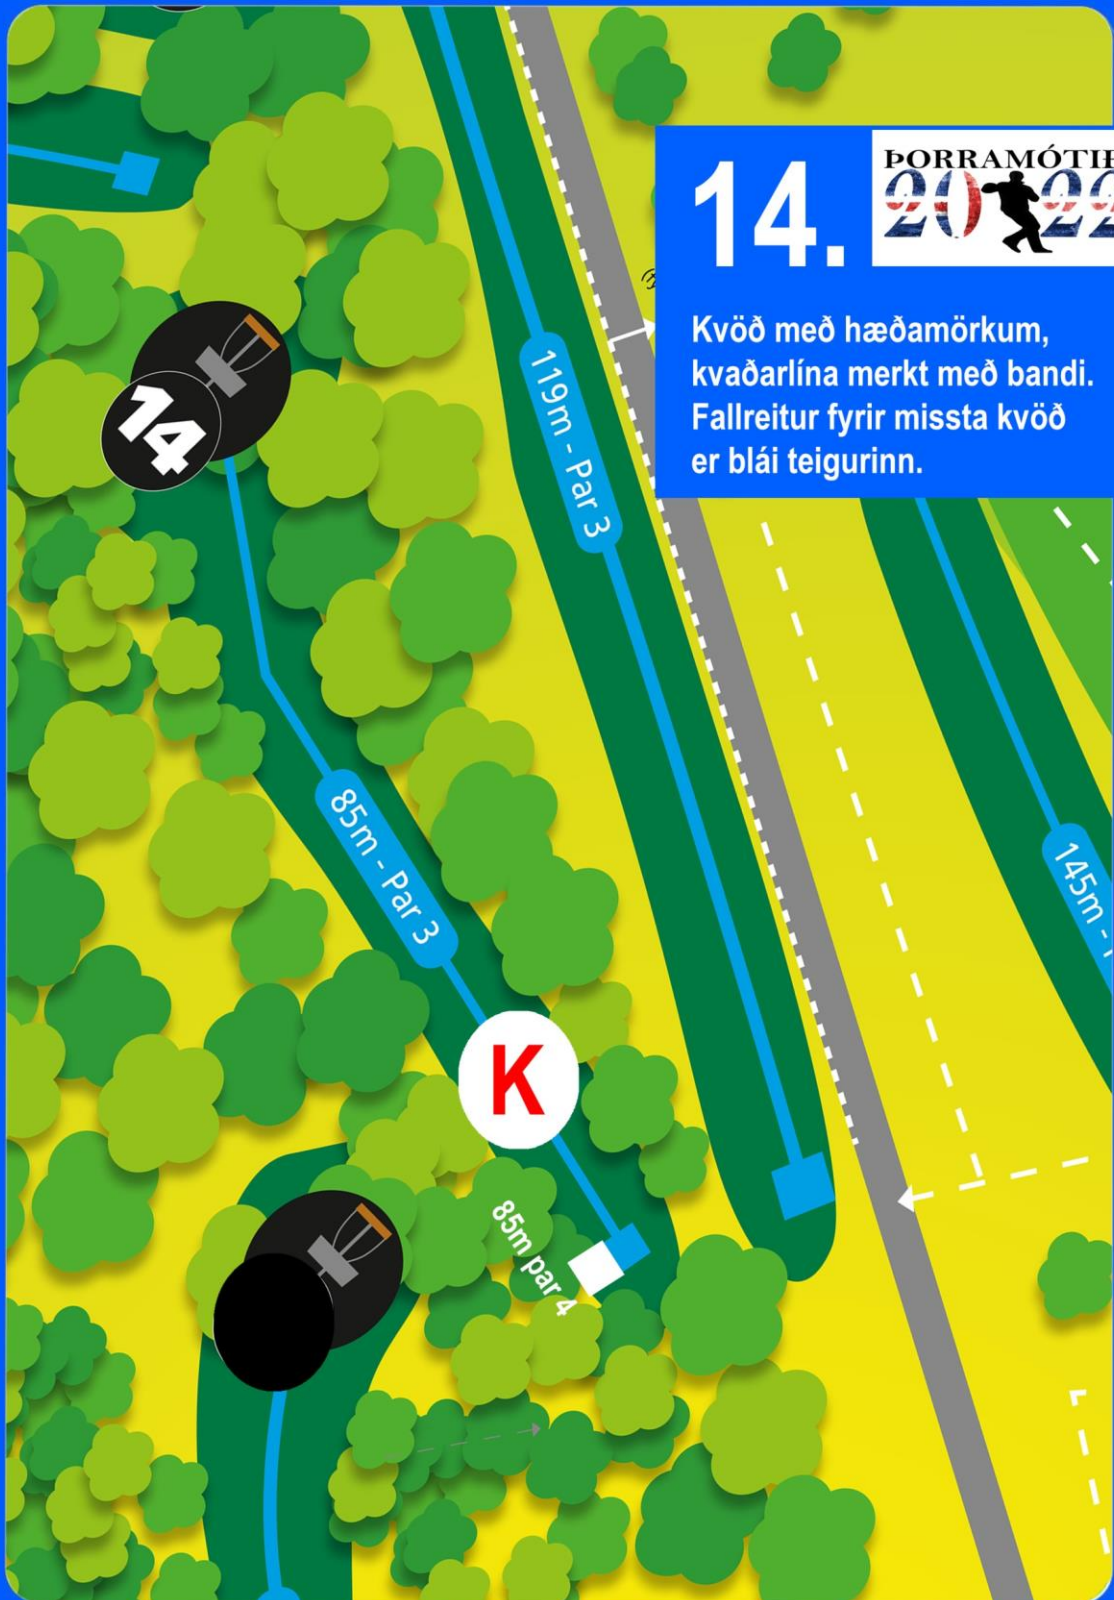 14.
ÞORRAMÓTIÐ
2022
Kvöð með hæðamörkum,
kvaðarlína merkt með bandi.
Fallreitur fyrir missta kvöð
er blái teigurinn.
14
119m - Par 3
85m - Par 3
145m -
K
85m par 4